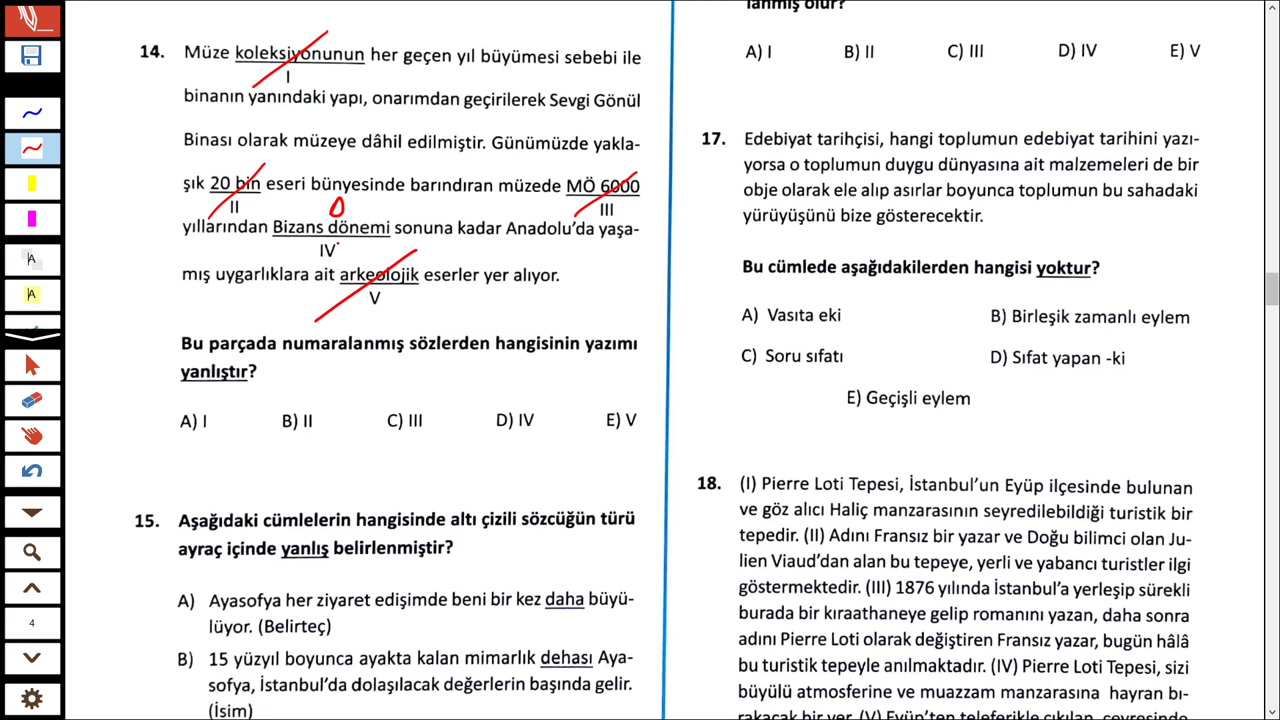 14. Müze koleksiyonunun her geçen yıl büyümesi sebebi ile
I
binanın yanındaki yapı, onarımdan geçirilerek Sevgi Gönül
Binası olarak müzeye dâhil edilmiştir. Günümüzde yakla-
şık 20 bin eseri bünyesinde barındıran müzede MÖ 6000
II III
yıllarından Bizans dönemi sonuna kadar Anadolu'da yaşa-
IV
mış uygarlıklara ait arkeolojik eserler yer alıyor.
V
Bu parçada numaralanmış sözlerden hangisinin yazımı
yanlıştır?
A) I B) II C) III D) IV E) V
15. Aşağıdaki cümlelerin hangisinde altı çizili sözcüğün türü
ayraç içinde yanlış belirlenmiştir?
A) Ayasofya her ziyaret edişimde beni bir kez daha büyü-
lüyor. (Belirteç)
B) 15 yüzyıl boyunca ayakta kalan mimarlık dehası Aya-
sofya, İstanbul'da dolaşılacak değerlerin başında gelir.
(İsim)
lanmış olur?
A) I B) II C) III D) IV E) V
17. Edebiyat tarihçisi, hangi toplumun edebiyat tarihini yazı-
yorsa o toplumun duygu dünyasına ait malzemeleri de bir
obje olarak ele alıp asırlar boyunca toplumun bu sahadaki
yürüyüşünü bize gösterecektir.
Bu cümlede aşağıdakilerden hangisi yoktur?
A) Vasıta eki B) Birleşik zamanlı eylem
C) Soru sıfatı D) Sıfat yapan -ki
E) Geçişli eylem
18. (I) Pierre Loti Tepesi, İstanbul'un Eyüp ilçesinde bulunan
ve göz alıcı Haliç manzarasının seyredilebildiği turistik bir
tepedir. (II) Adını Fransız bir yazar ve Doğu bilimci olan Ju-
lien Viaud'dan alan bu tepeye, yerli ve yabancı turistler ilgi
göstermektedir. (III) 1876 yılında İstanbul'a yerleşip sürekli
burada bir kıraathaneye gelip romanını yazan, daha sonra
adını Pierre Loti olarak değiştiren Fransız yazar, bugün hâlâ
bu turistik tepeyle anılmaktadır. (IV) Pierre Loti Tepesi, sizi
büyülü atmosferine ve muazzam manzarasına hayran bı-
rakacak bir yer. (V) Eyüp'ten teleferikle çıkılan, çevresinde
A
A
4